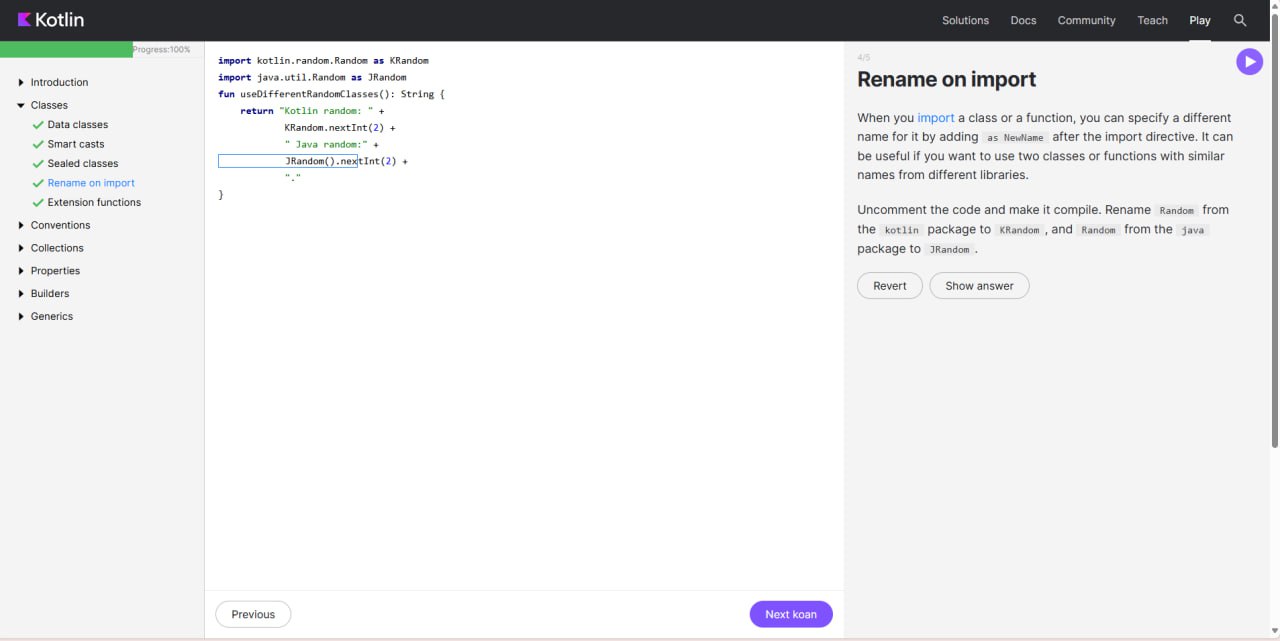 Kotlin
Solutions Docs Community Teach Play
Progress:100%
Introduction
Classes
Data classes
Smart casts
Sealed classes
Rename on import
Extension functions
Conventions
Collections
Properties
Builders
Generics
import kotlin.random.Random as KRandom
import java.util.Random as JRandom
fun useDifferentRandomClasses(): String {
    return "Kotlin random: " +
            KRandom.nextInt(2) +
            " Java random:" +
            JRandom().nextInt(2) +
            "."
}
Previous
Next koan
4/5
Rename on import
When you import a class or a function, you can specify a different
name for it by adding as NewName after the import directive. It can
be useful if you want to use two classes or functions with similar
names from different libraries.
Uncomment the code and make it compile. Rename Random from
the kotlin package to KRandom , and Random from the java
package to JRandom .
Revert
Show answer